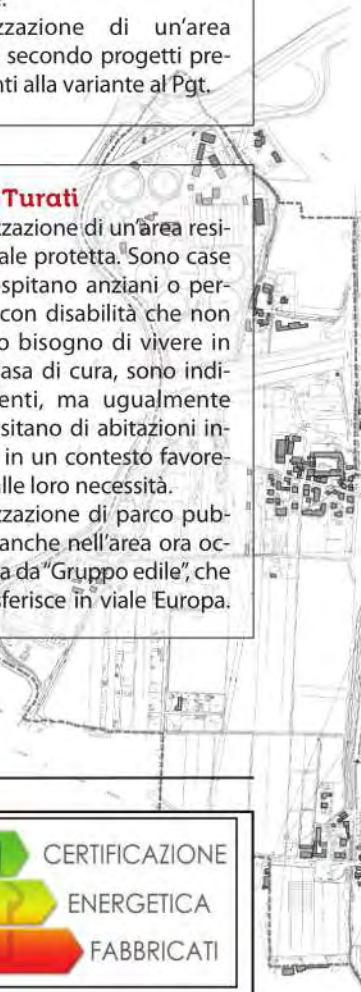 zzazione di un'area
secondo progetti pre-
nti alla variante al Pgt.
Turati
zzazione di un'area resi-
ale protetta. Sono case
ospitano anziani o per-
con disabilità che non
o bisogno di vivere in
asa di cura, sono indi-
enti, ma ugualmente
sitano di abitazioni in-
in un contesto favore-
alle loro necessità.
zzazione di parco pub-
anche nell'area ora oc-
a da "Gruppo edile", che
sferisce in viale Europa.
CERTIFICAZIONE
ENERGETICA
FABBRICATI